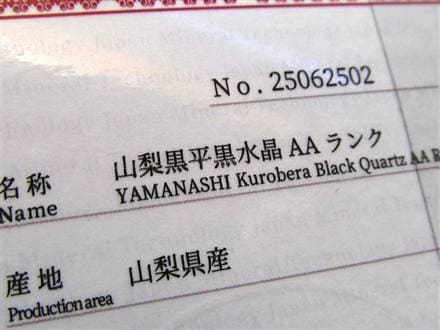 No. 25062502
名称 山梨黒平黒水晶 AA ランク
Name YAMANASHI Kurobera Black Quartz AA
産地 山梨県産
Production area